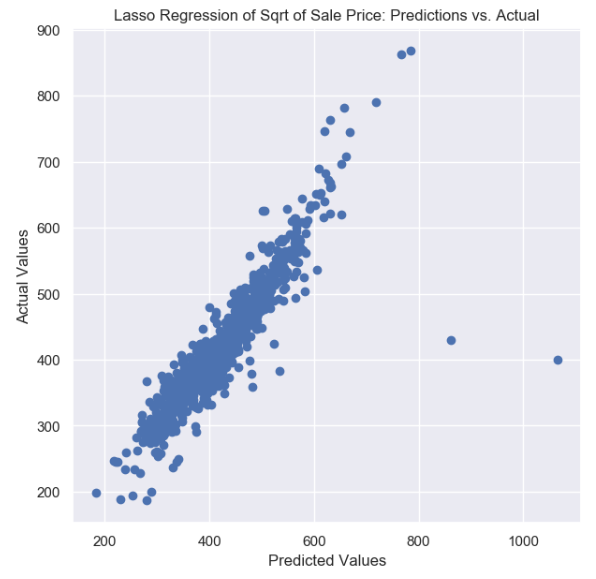 Lasso Regression of Sqrt of Sale Price: Predictions vs. Actual
900
800
700
600
500
400
300
200
Actual Values
200 400 600 800 1000
Predicted Values